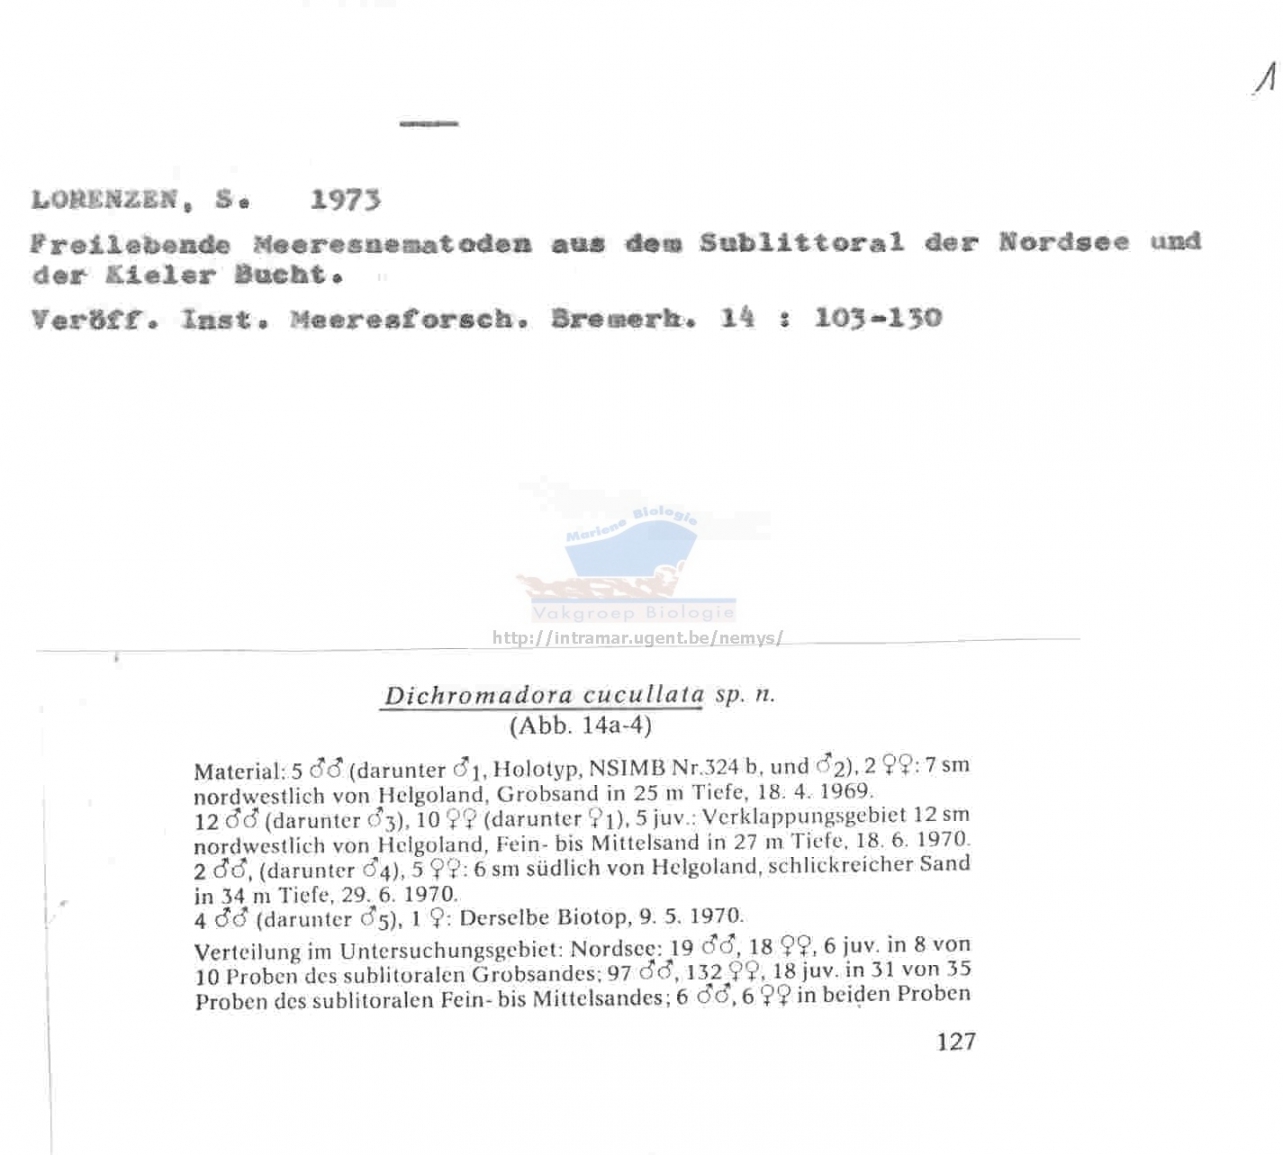 1
LORENZEN, S. 1973
Freilebende Meeresnematoden aus dem Sublittoral der Nordsee und
der Kieler Bucht.
Veröff. Inst. Meeresforsch. Bremerh. 14 : 103-130
Mariene Biologie
Vakgroep Biologie
http://intramar.ugent.be/nemys/
Dichromadora cucullata sp. n.
(Abb. 14a-4)
Material: 5 ♂♂ (darunter ♂1, Holotyp, NSIMB Nr.324 b, und ♂2), 2 ♀♀: 7 sm
nordwestlich von Helgoland, Grobsand in 25 m Tiefe, 18. 4. 1969.
12 ♂♂ (darunter ♂3), 10 ♀♀ (darunter ♀1), 5 juv.: Verklappungsgebiet 12 sm
nordwestlich von Helgoland, Fein- bis Mittelsand in 27 m Tiefe, 18. 6. 1970.
2 ♂♂, (darunter ♂4), 5 ♀♀: 6 sm südlich von Helgoland, schlickreicher Sand
in 34 m Tiefe, 29. 6. 1970.
4 ♂♂ (darunter ♂5), 1 ♀: Derselbe Biotop, 9. 5. 1970.
Verteilung im Untersuchungsgebiet: Nordsee: 19 ♂♂, 18 ♀♀, 6 juv. in 8 von
10 Proben des sublitoralen Grobsandes; 97 ♂♂, 132 ♀♀, 18 juv. in 31 von 35
Proben des sublitoralen Fein- bis Mittelsandes; 6 ♂♂, 6 ♀♀ in beiden Proben
127